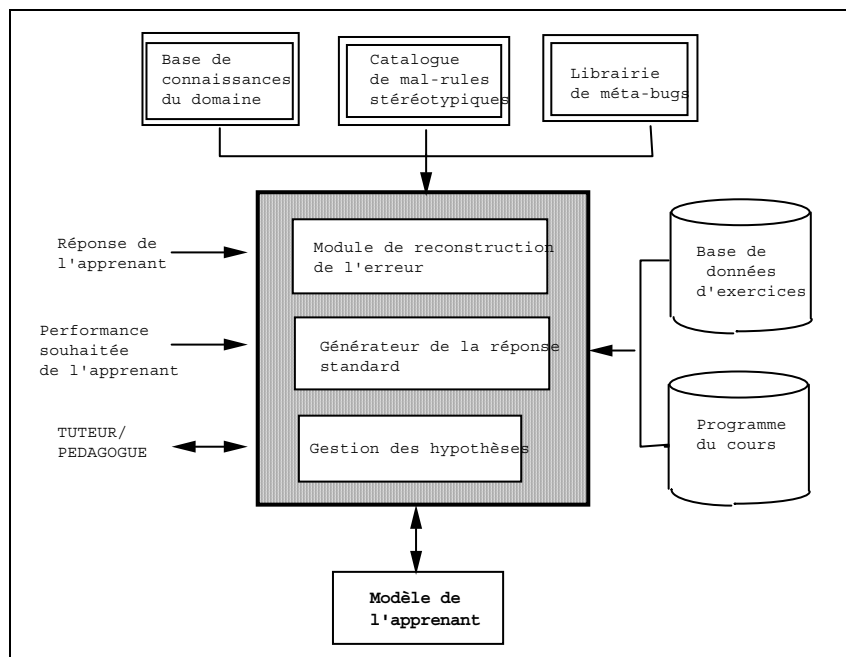 Base de
connaissances
du domaine
Catalogue
de mal-rules
stéréotypiques
Librairie
de méta-bugs
Réponse de
l'apprenant
Module de reconstruction
de l'erreur
Base de
données
d'exercices
Performance
souhaitée
de l'apprenant
Générateur de la réponse
standard
TUTEUR/
PEDAGOGUE
Gestion des hypothèses
Programme
du cours
Modèle de
l'apprenant